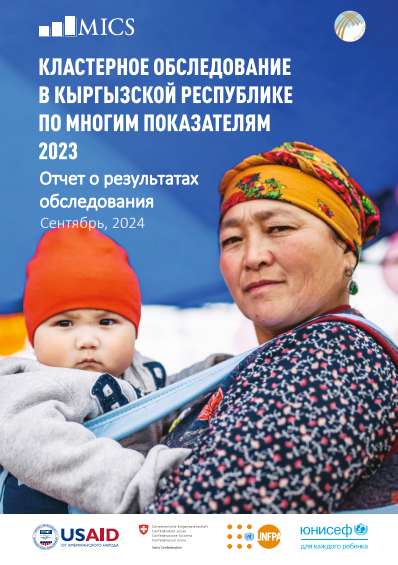 MICS
КЛАСТЕРНОЕ ОБСЛЕДОВАНИЕ
В КЫРГЫЗСКОЙ РЕСПУБЛИКЕ
ПО МНОГИМ ПОКАЗАТЕЛЯМ
2023
Отчет о результатах
обследования
Сентябрь, 2024
USAID
ОТ АМЕРИКАНСКОГО НАРОДА
Schweizerische Eidgenossenschaft
Confédération suisse
Confederazione Svizzera
Confederaziun svizra
Swiss Confederation
UNFPA
ЮНИСЕФ
для каждого ребенка